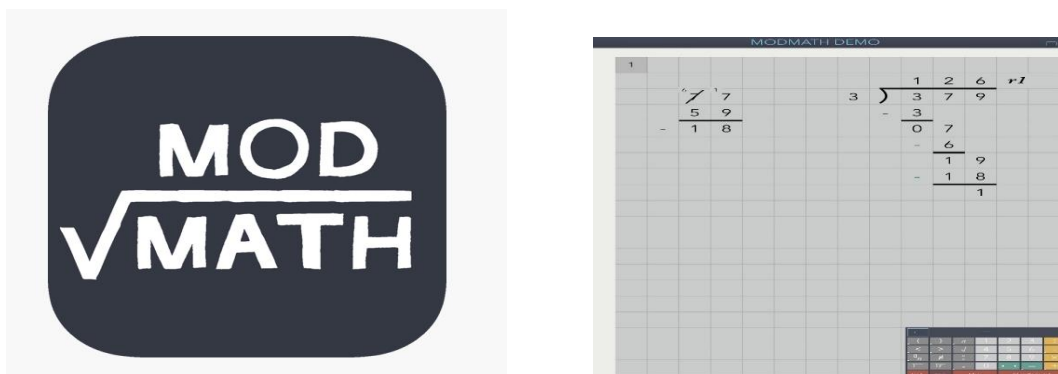 MOD
√MATH
MODMATH DEMO
1
1 2 6 r1
6 7 1 7
3 ) 3 7 9
5 9
- 3
- 1 8
0 7
- 6
1 9
- 1 8
1